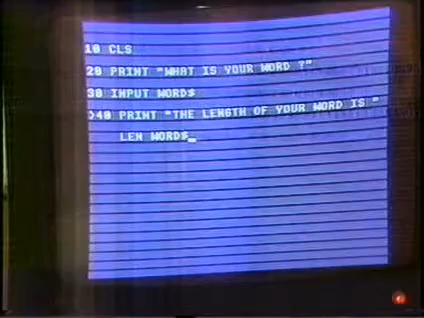 10 CLS
20 PRINT "WHAT IS YOUR WORD ?"
30 INPUT WORD$
>40 PRINT "THE LENGTH OF YOUR WORD IS "
LEN WORD$_